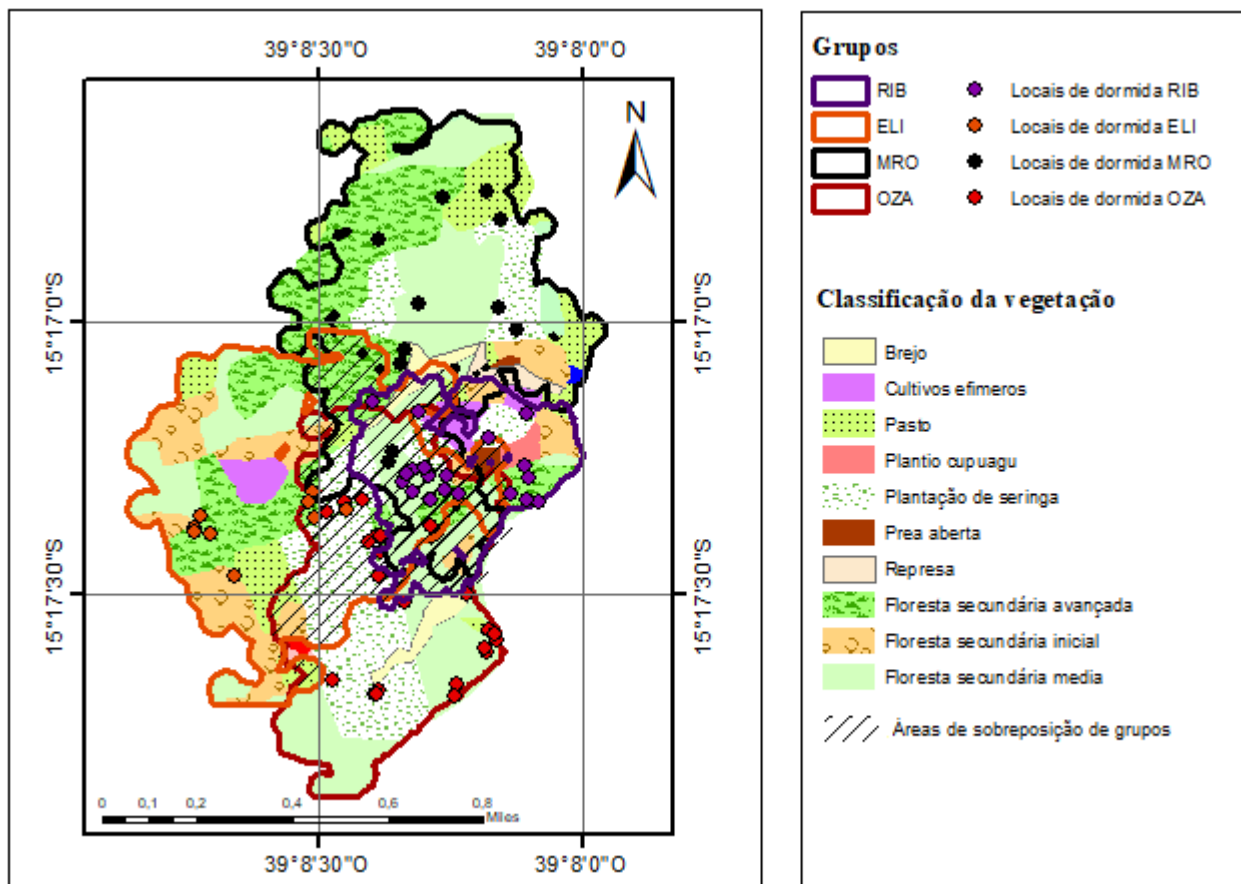 39°8'30"O 39°8'0"O
N
15°17'0"S 15°17'0"S
15°17'30"S 15°17'30"S
0 0,1 0,2 0,4 0,6 0,8
Miles
39°8'30"O 39°8'0"O
Grupos
RIB Locais de dormida RIB
ELI Locais de dormida ELI
MRO Locais de dormida MRO
OZA Locais de dormida OZA
Classificação da vegetação
Brejo
Cultivos efímeros
Pasto
Plantio cupuagu
Plantação de seringa
Prea aberta
Represa
Floresta secundária avançada
Floresta secundária inicial
Floresta secundária media
Áreas de sobreposição de grupos